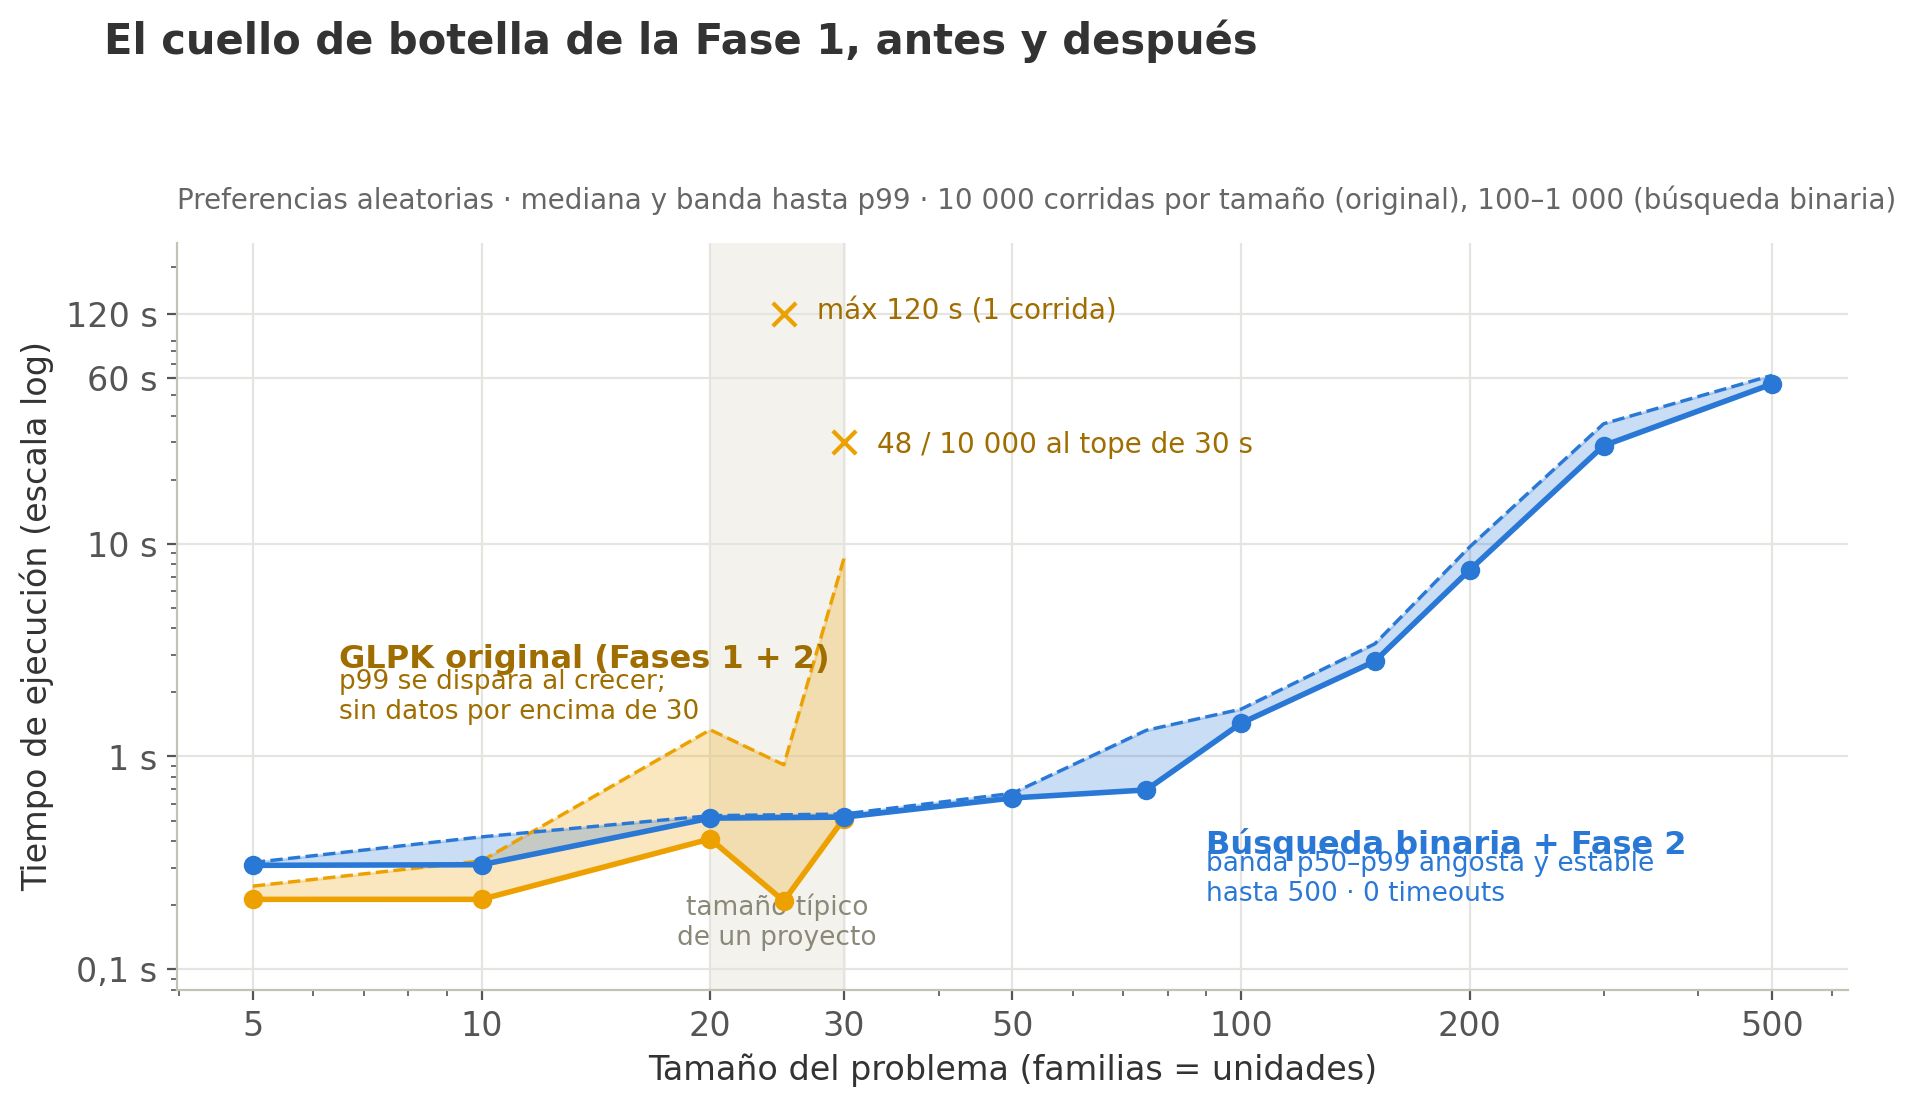 El cuello de botella de la Fase 1, antes y después
Preferencias aleatorias · mediana y banda hasta p99 · 10 000 corridas por tamaño (original), 100–1 000 (búsqueda binaria)
Tiempo de ejecución (escala log)
120 s
60 s
10 s
1 s
0,1 s
máx 120 s (1 corrida)
48 / 10 000 al tope de 30 s
GLPK original (Fases 1 + 2)
p99 se dispara al crecer;
sin datos por encima de 30
Búsqueda binaria + Fase 2
banda p50–p99 angosta y estable
hasta 500 · 0 timeouts
tamaño típico
de un proyecto
5 10 20 30 50 100 200 500
Tamaño del problema (familias = unidades)